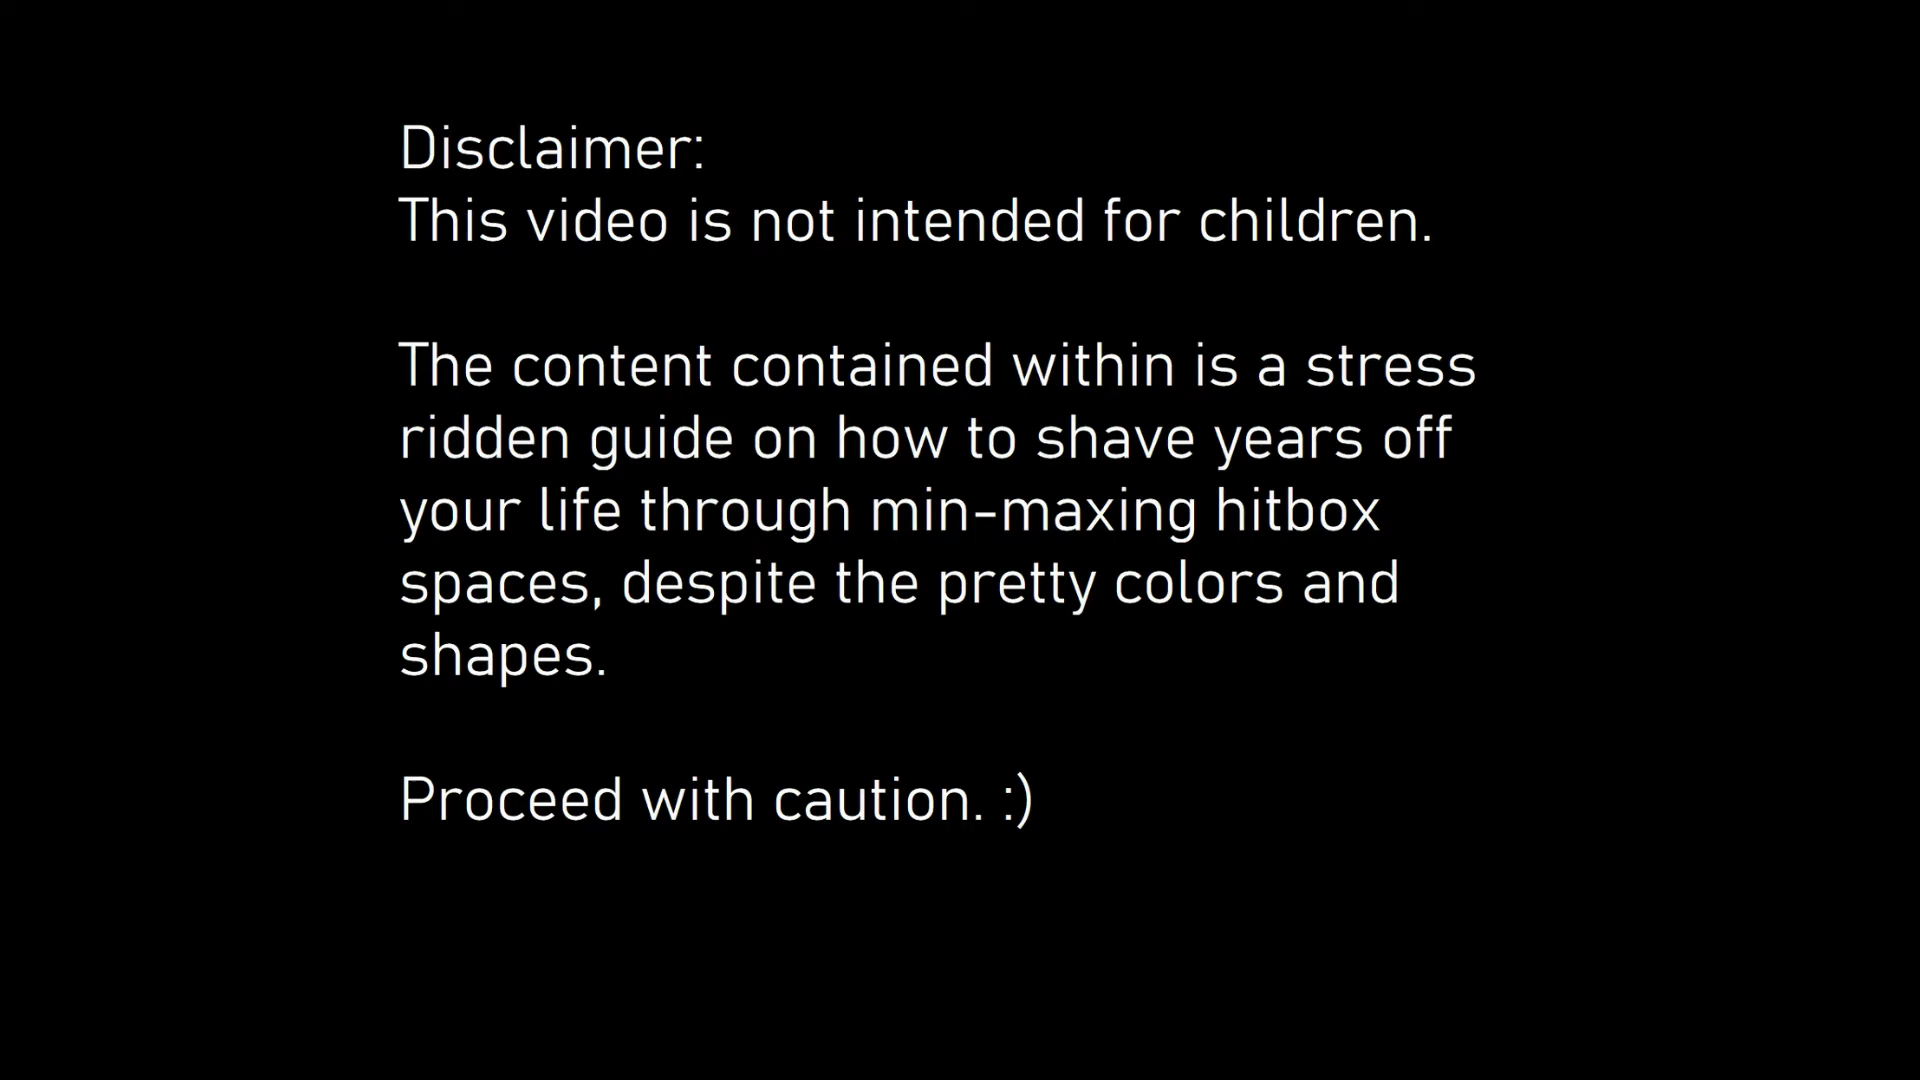 Disclaimer:
This video is not intended for children.
The content contained within is a stress
ridden guide on how to shave years off
your life through min-maxing hitbox
spaces, despite the pretty colors and
shapes.
Proceed with caution. :)